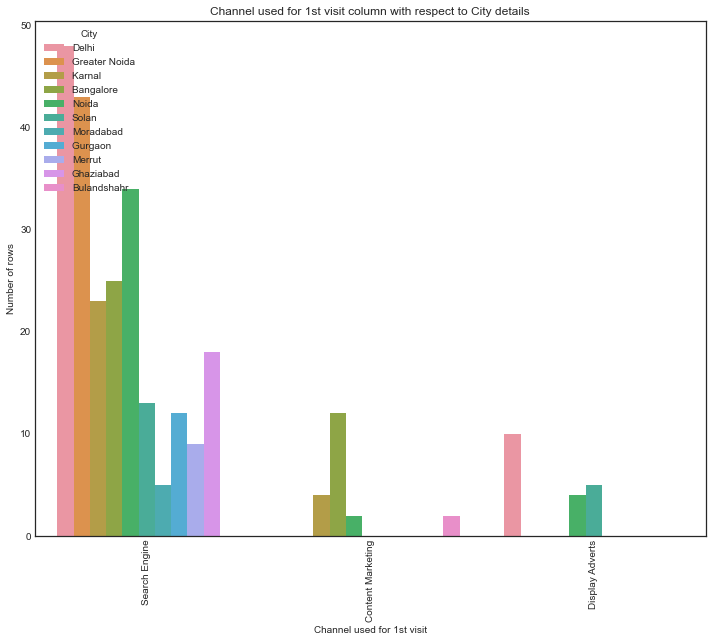 Channel used for 1st visit column with respect to City details
50
40
30
20
10
0
Number of rows
City
Delhi
Greater Noida
Karnal
Bangalore
Noida
Solan
Moradabad
Gurgaon
Merrut
Ghaziabad
Bulandshahr
Search Engine
Content Marketing
Display Adverts
Channel used for 1st visit